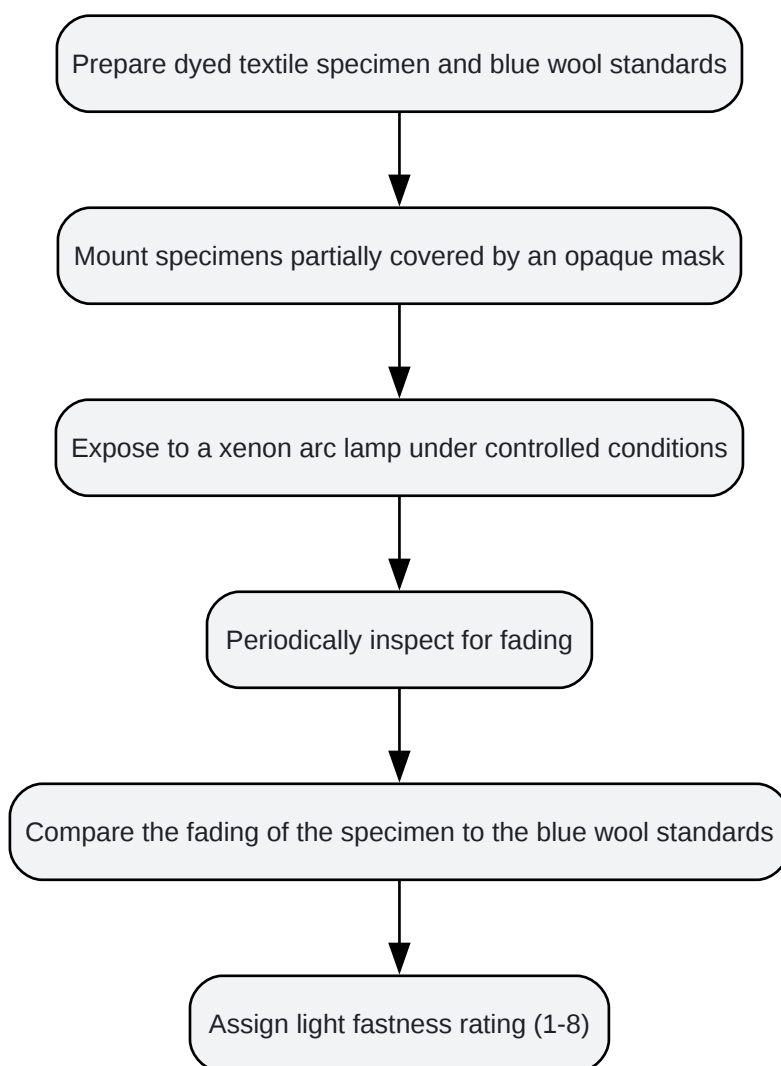 Prepare dyed textile specimen and blue wool standards
Mount specimens partially covered by an opaque mask
Expose to a xenon arc lamp under controlled conditions
Periodically inspect for fading
Compare the fading of the specimen to the blue wool standards
Assign light fastness rating (1-8)